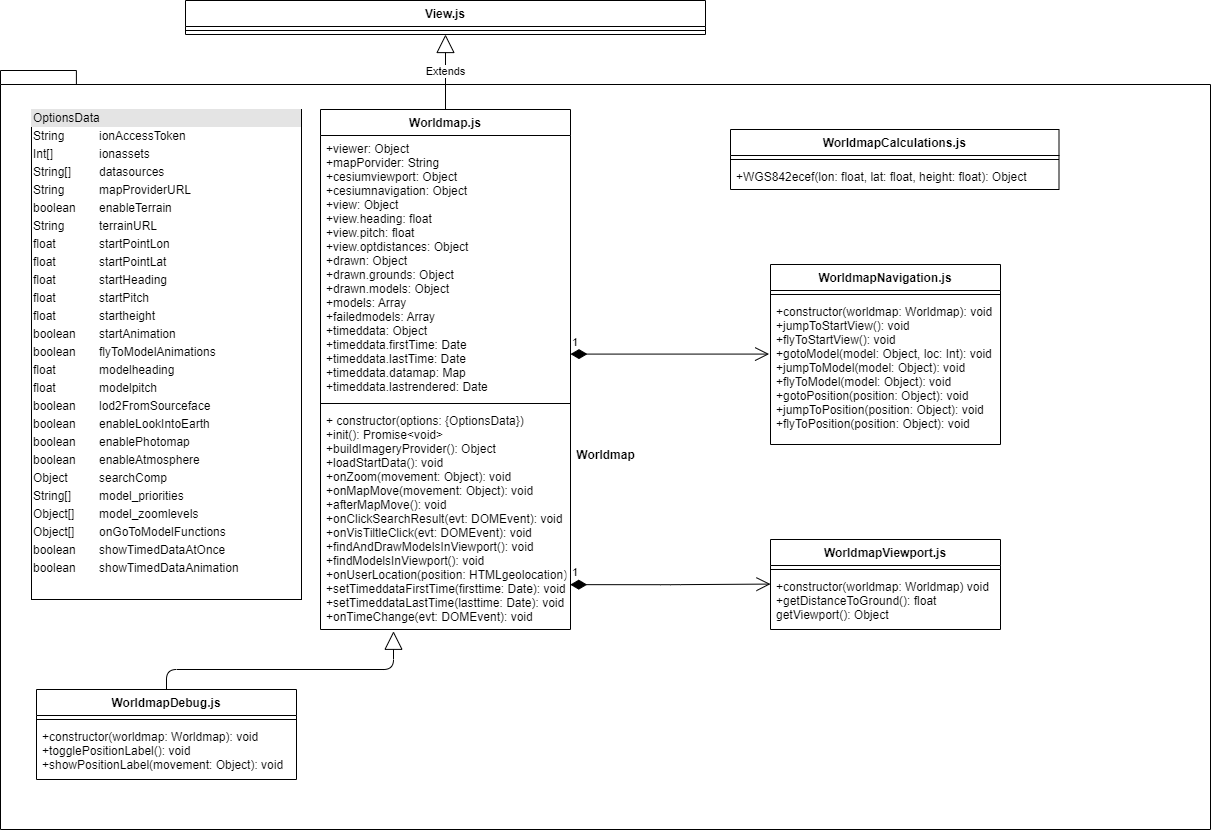 View.js
Extends
OptionsData
String ionAccessToken
Int[] ionassets
String[] datasources
String mapProviderURL
boolean enableTerrain
String terrainURL
float startPointLon
float startPointLat
float startHeading
float startPitch
float startheight
boolean startAnimation
boolean flyToModelAnimations
float modelheading
float modelpitch
boolean lod2FromSourceface
boolean enableLookIntoEarth
boolean enablePhotomap
boolean enableAtmosphere
Object searchComp
String[] model_priorities
Object[] model_zoomlevels
Object[] onGoToModelFunctions
boolean showTimedDataAtOnce
boolean showTimedDataAnimation
Worldmap.js
+viewer: Object
+mapPorvider: String
+cesiumviewport: Object
+cesiumnavigation: Object
+view: Object
+view.heading: float
+view.pitch: float
+view.optdistances: Object
+drawn: Object
+drawn.grounds: Object
+drawn.models: Object
+models: Array
+failedmodels: Array
+timeddata: Object
+timeddata.firstTime: Date
+timeddata.lastTime: Date
+timeddata.datamap: Map
+timeddata.lastrendered: Date
+ constructor(options: {OptionsData})
+init(): Promise<void>
+buildImageryProvider(): Object
+loadStartData(): void
+onZoom(movement: Object): void
+onMapMove(movement: Object): void
+afterMapMove(): void
+onClickSearchResult(evt: DOMEvent): void
+onVisTiltleClick(evt: DOMEvent): void
+findAndDrawModelsInViewport(): void
+findModelsInViewport(): void
+onUserLocation(position: HTMLgeolocation)
+setTimeddataFirstTime(firsttime: Date): void
+setTimeddataLastTime(lasttime: Date): void
+onTimeChange(evt: DOMEvent): void
1
Worldmap
1
WorldmapCalculations.js
+WGS842ecef(lon: float, lat: float, height: float): Object
WorldmapNavigation.js
+constructor(worldmap: Worldmap): void
+jumpToStartView(): void
+flyToStartView(): void
+gotoModel(model: Object, loc: Int): void
+jumpToModel(model: Object): void
+flyToModel(model: Object): void
+gotoPosition(position: Object): void
+jumpToPosition(position: Object): void
+flyToPosition(position: Object): void
WorldmapViewport.js
+constructor(worldmap: Worldmap) void
+getDistanceToGround(): float
getViewport(): Object
WorldmapDebug.js
+constructor(worldmap: Worldmap): void
+togglePositionLabel(): void
+showPositionLabel(movement: Object): void